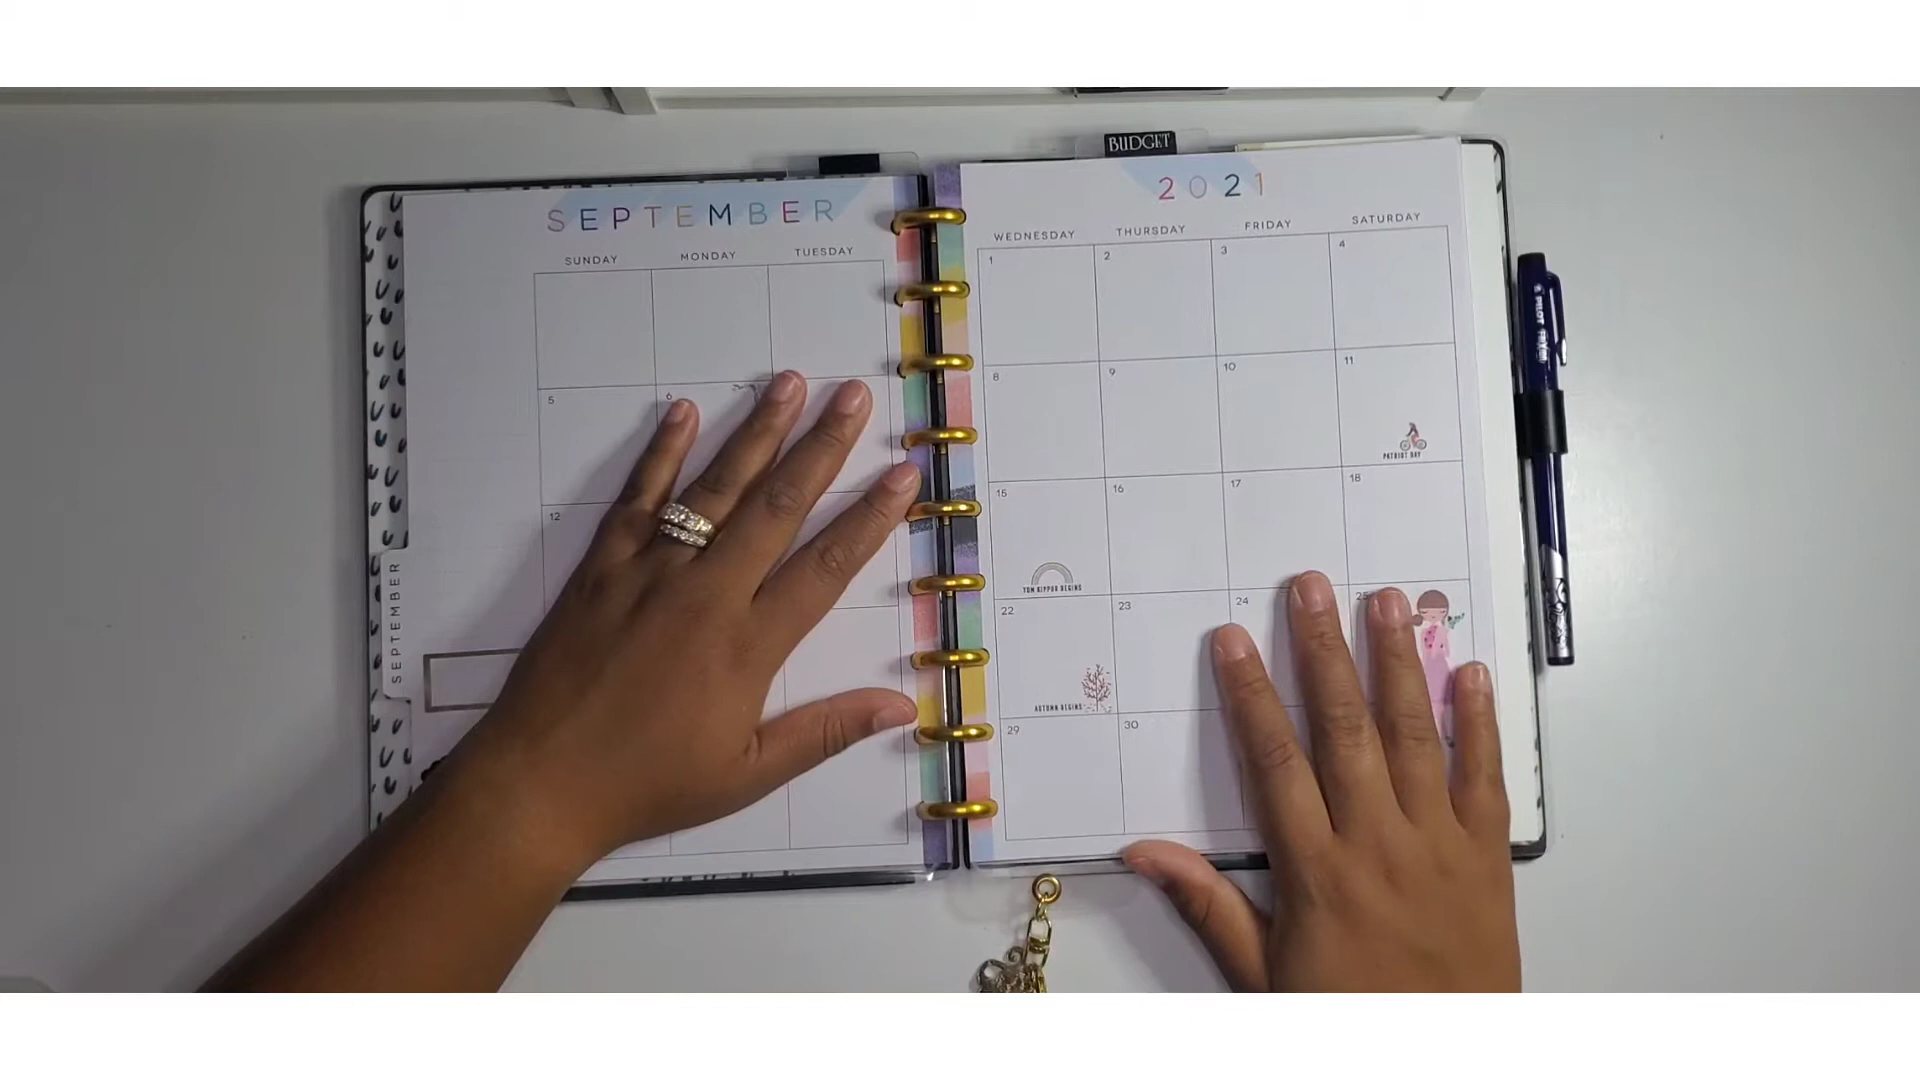 BUDGET
SEPTEMBER
2021
SUNDAY MONDAY TUESDAY
WEDNESDAY THURSDAY FRIDAY SATURDAY
1 2 3 4
5 6
8 9 10 11
PATRIOT DAY
12
15 16 17 18
YOM KIPPUR BEGINS
22 23 24 25
AUTUMN BEGINS
29 30
SEPTEMBER
PILOT